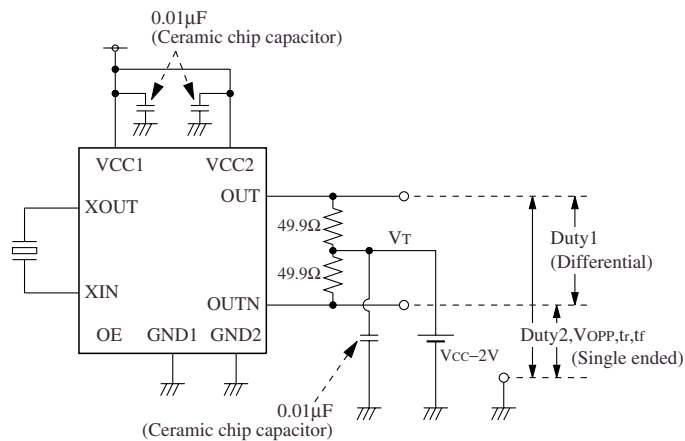 0.01µF
(Ceramic chip capacitor)
VCC1
VCC2
XOUT
OUT
49.9Ω
VT
Duty1
(Differential)
49.9Ω
XIN
OUTN
OE
GND1
GND2
VCC–2V
Duty2,VOPP,tr,tf
(Single ended)
0.01µF
(Ceramic chip capacitor)